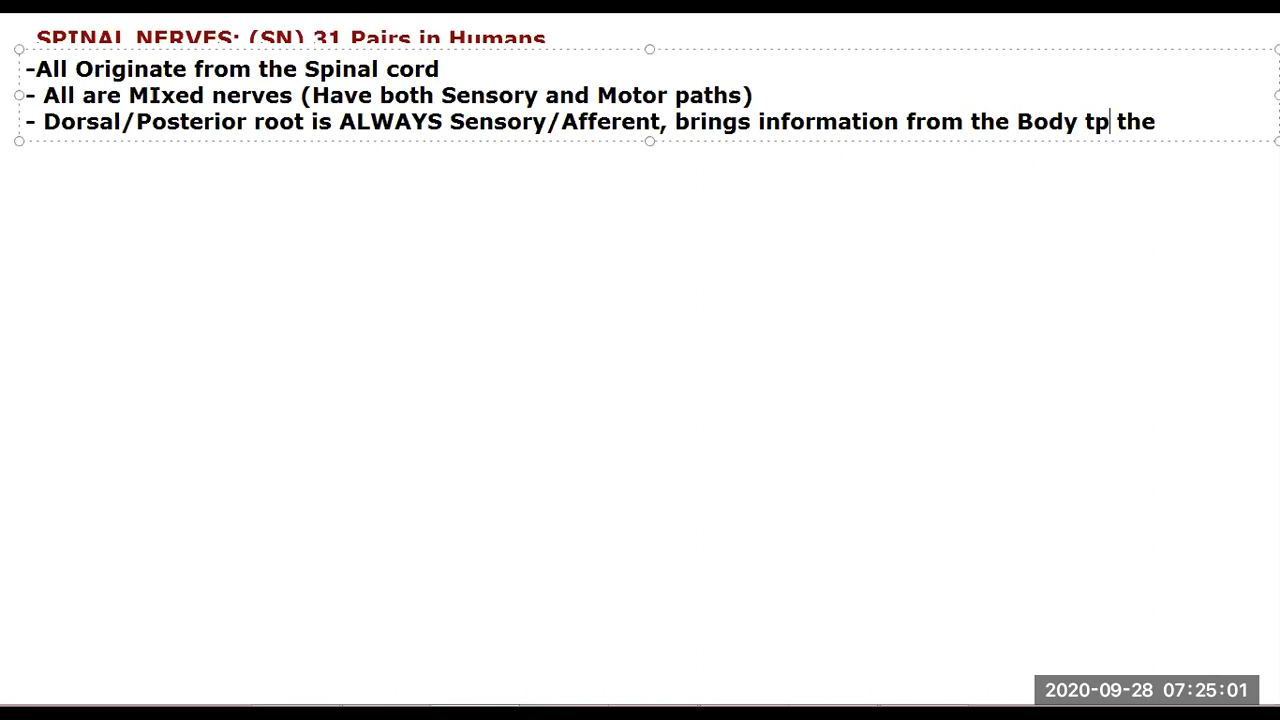 SPINAL NERVES: (SN) 31 Pairs in Humans
-All Originate from the Spinal cord
- All are MIxed nerves (Have both Sensory and Motor paths)
- Dorsal/Posterior root is ALWAYS Sensory/Afferent, brings information from the Body tp the
2020-09-28 07:25:01